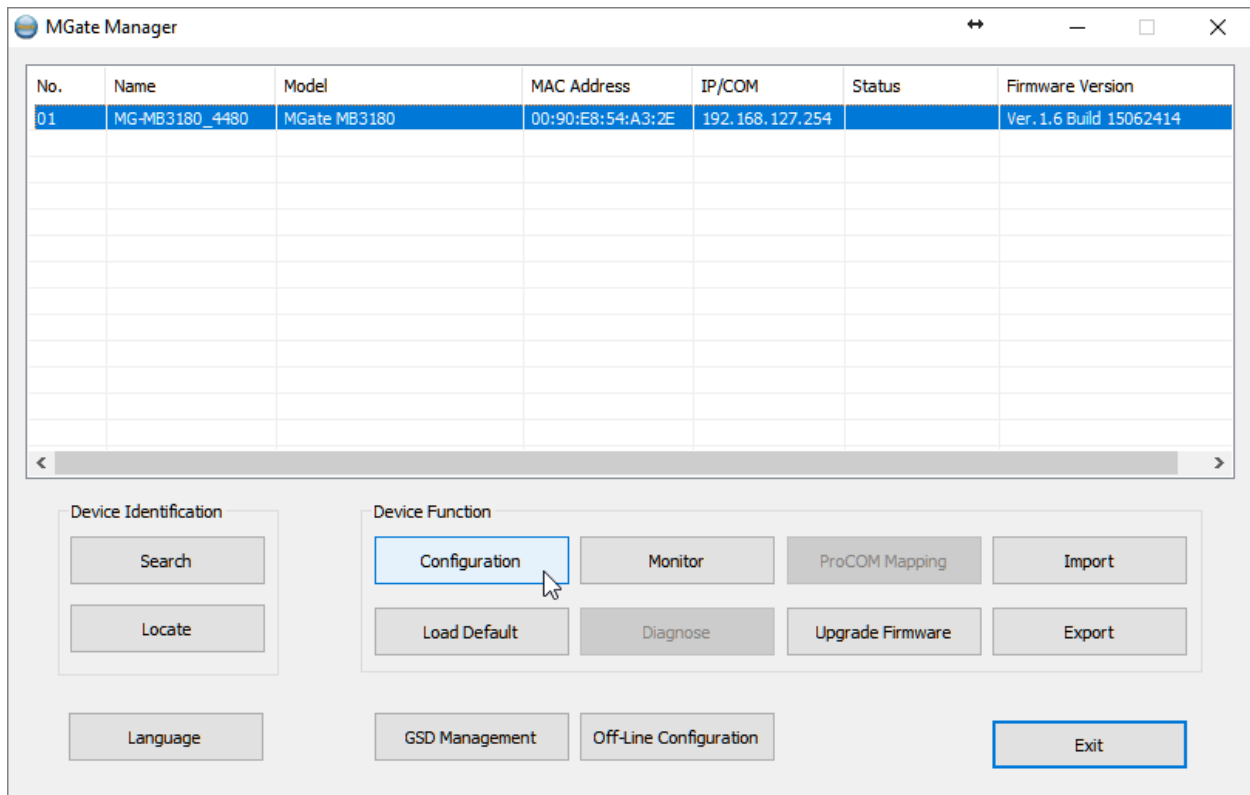 MGate Manager
No. Name Model MAC Address IP/COM Status Firmware Version
01 MG-MB3180_4480 MGate MB3180 00:90:E8:54:A3:2E 192.168.127.254 Ver.1.6 Build 15062414
Device Identification Device Function
Search Configuration Monitor ProCOM Mapping Import
Locate Load Default Diagnose Upgrade Firmware Export
Language GSD Management Off-Line Configuration Exit